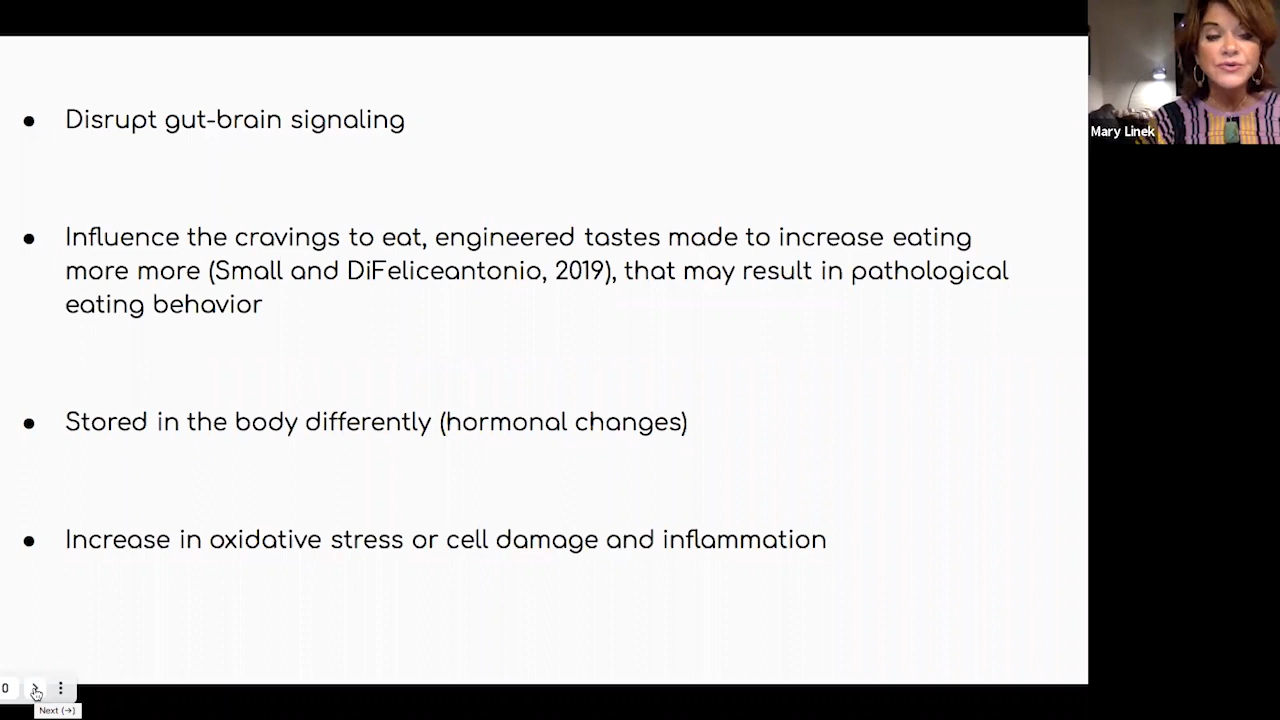 Disrupt gut-brain signaling
Influence the cravings to eat, engineered tastes made to increase eating
more more (Small and DiFeliceantonio, 2019), that may result in pathological
eating behavior
Stored in the body differently (hormonal changes)
Increase in oxidative stress or cell damage and inflammation
Mary Linek
0
Next (→)